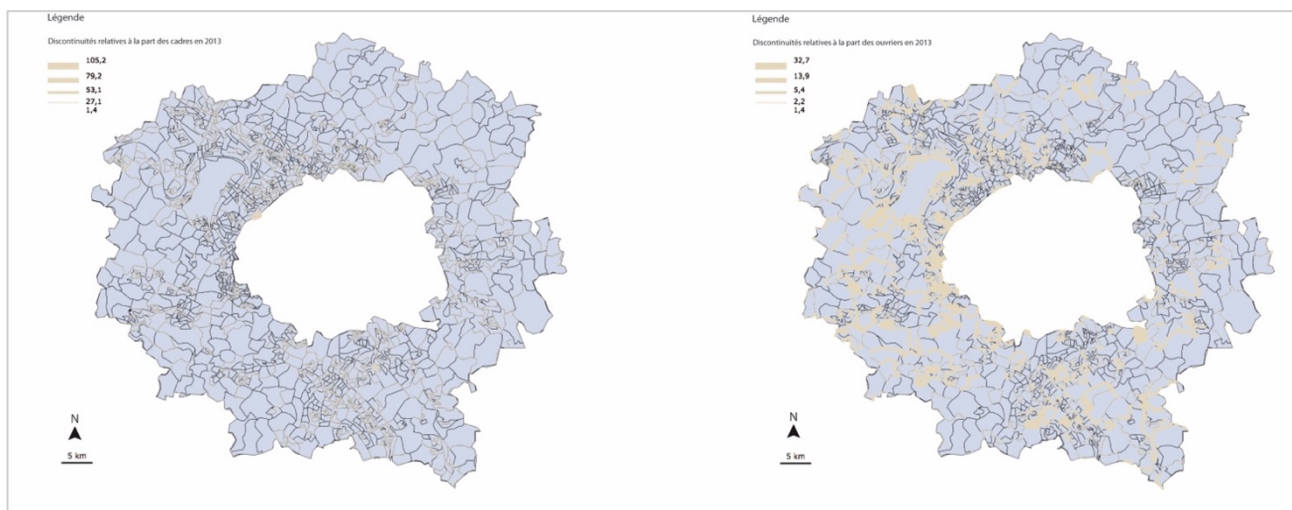 Légende
Discontinuités relatives à la part des cadres en 2013
105,2
79,2
53,1
27,1
1,4
N
5 km
Légende
Discontinuités relatives à la part des ouvriers en 2013
32,7
13,9
5,4
2,2
1,4
N
5 km